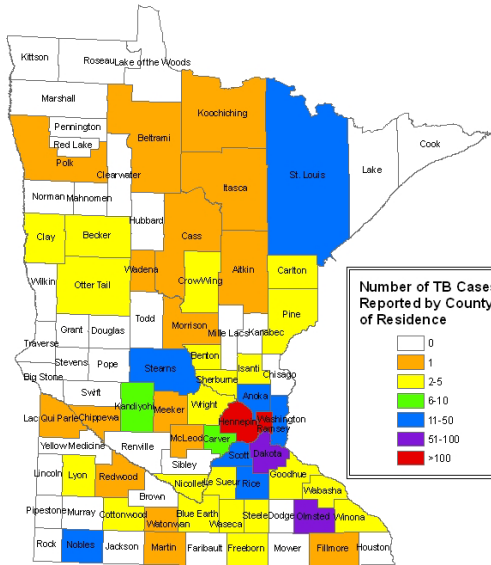 Kittson
Roseau
Lake of the Woods
Marshall
Koochiching
Pennington
Beltrami
Red Lake
Polk
Clearwater
Cook
Lake
St. Louis
Itasca
Norman
Mahnomen
Hubbard
Cass
Clay
Becker
Wadena
Aitkin
Carlton
CrowWing
Otter Tail
Wilkin
Pine
Todd
Morrison
Mille Lacs
Kanabec
Grant
Douglas
Traverse
Benton
Isanti
Chisago
Stevens
Pope
Stearns
Big Stone
Sherburne
Swift
Anoka
Kandiyohi
Meeker
Wright
Lac Qui Parle
Chippewa
Hennepin
Washington
Ramsey
McLeod
Carver
Yellow Medicine
Renville
Scott
Dakota
Sibley
Lincoln
Lyon
Redwood
Nicollet
Le Sueur
Rice
Goodhue
Wabasha
Brown
Pipestone
Murray
Cottonwood
Watonwan
Blue Earth
Waseca
Steele
Dodge
Olmsted
Winona
Rock
Nobles
Jackson
Martin
Faribault
Freeborn
Mower
Fillmore
Houston
Number of TB Cases
Reported by County
of Residence
0
1
2-5
6-10
11-50
51-100
>100